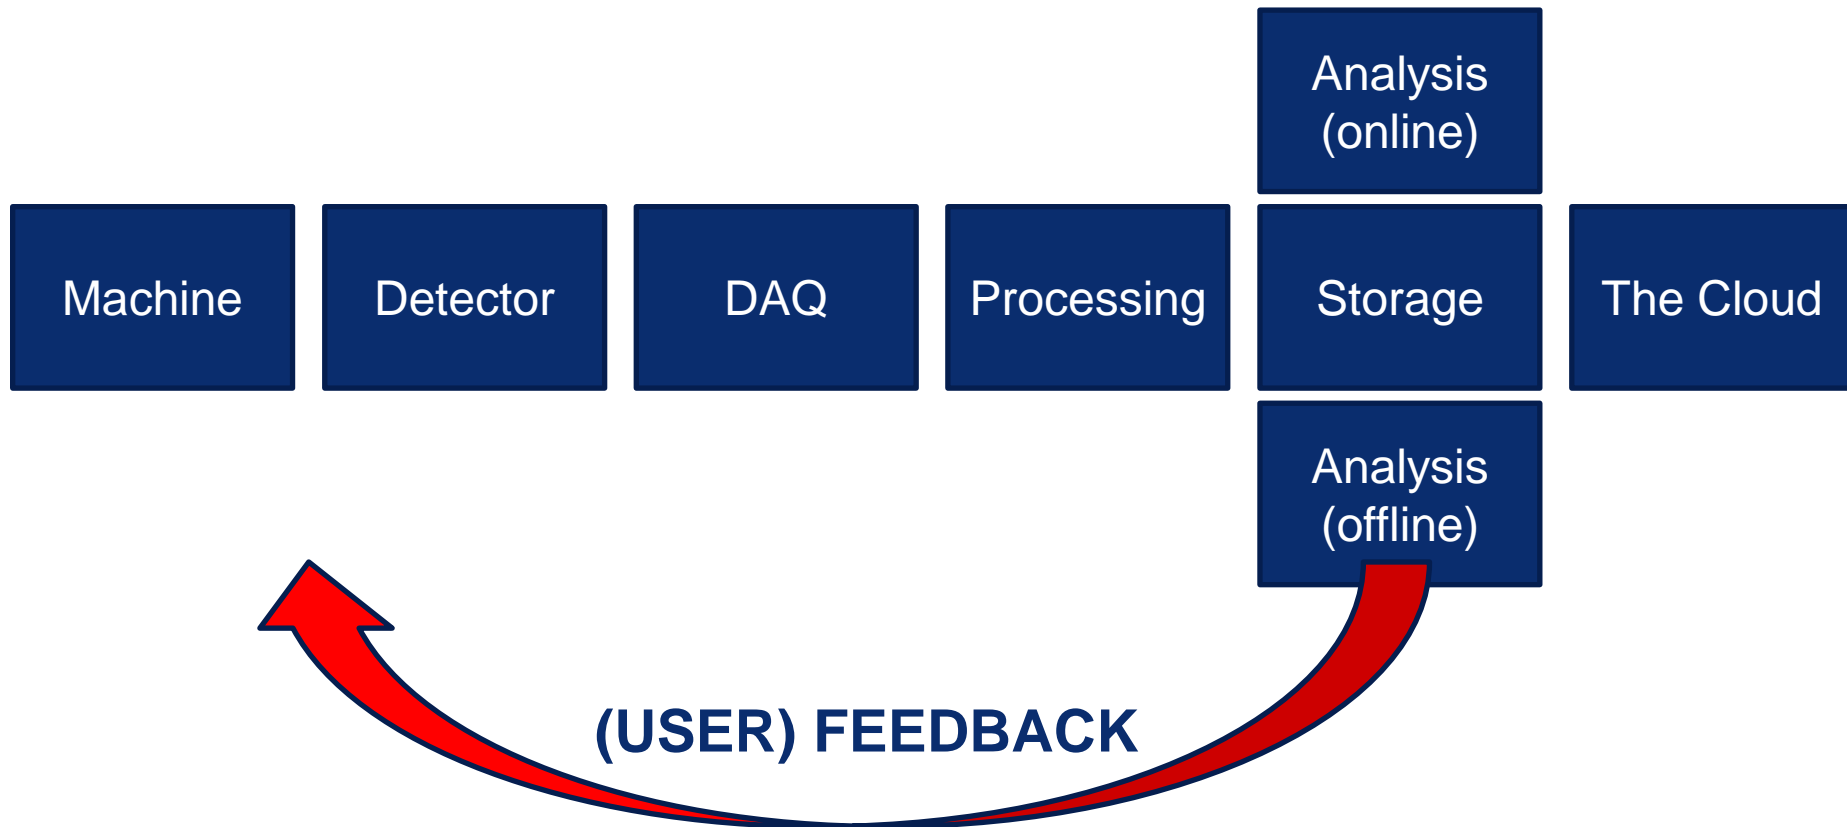 Analysis
(online)
Machine
Detector
DAQ
Processing
Storage
The Cloud
Analysis
(offline)
(USER) FEEDBACK